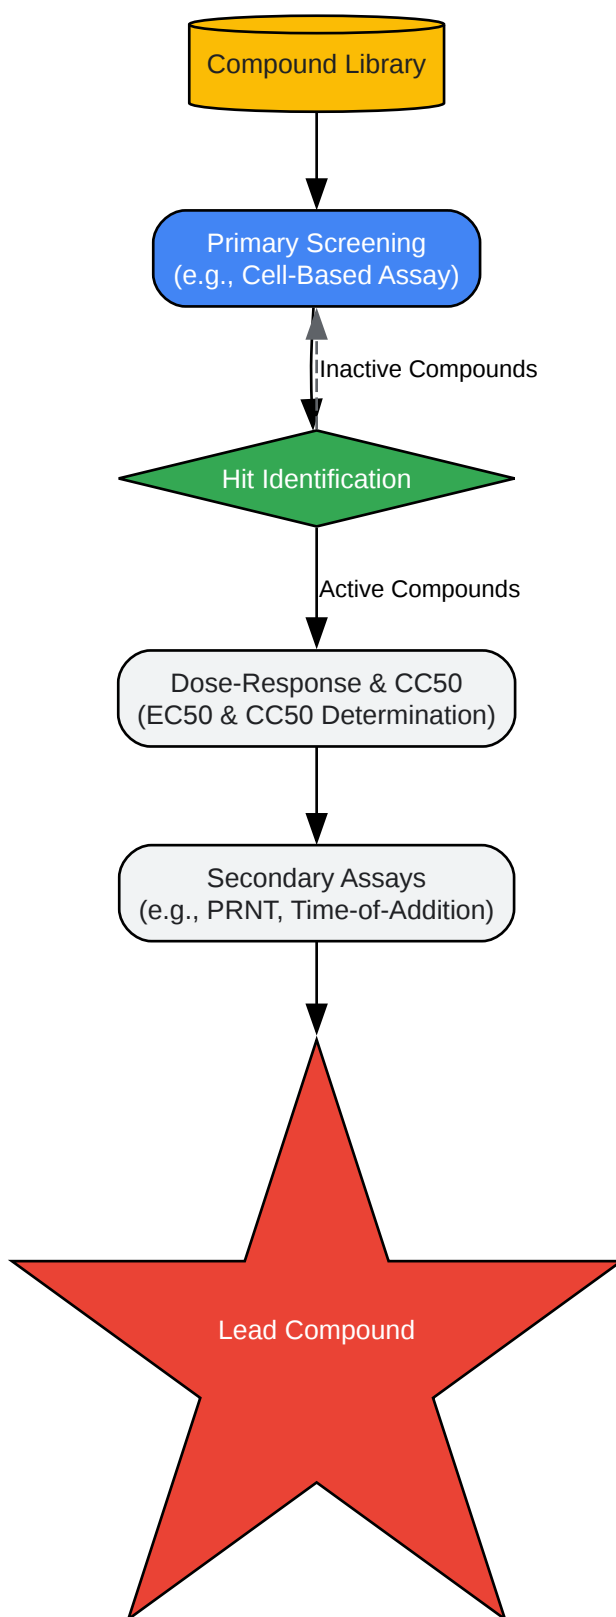 Compound Library
Primary Screening
(e.g., Cell-Based Assay)
Inactive Compounds
Hit Identification
Active Compounds
Dose-Response & CC50
(EC50 & CC50 Determination)
Secondary Assays
(e.g., PRNT, Time-of-Addition)
Lead Compound